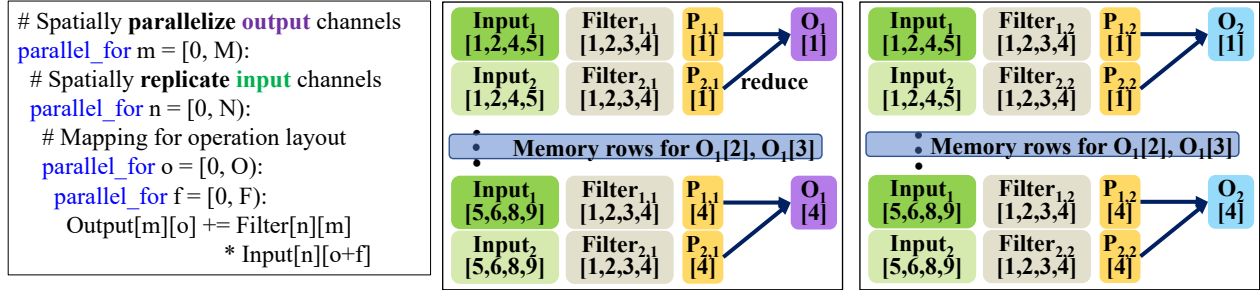 # Spatially parallelize output channels
parallel_for m = [0, M):
# Spatially replicate input channels
parallel_for n = [0, N):
# Mapping for operation layout
parallel_for o = [0, O):
parallel_for f = [0, F):
Output[m][o] += Filter[n][m]
* Input[n][o+f]
Input1 Filter1,1 P1,1 O1
[1,2,4,5] [1,2,3,4] [1] [1]
Input2 Filter2,1 P2,1
[1,2,4,5] [1,2,3,4] [1] reduce
Memory rows for O1[2], O1[3]
Input1 Filter1,1 P1,1 O1
[5,6,8,9] [1,2,3,4] [4] [4]
Input2 Filter2,1 P2,1
[5,6,8,9] [1,2,3,4] [4]
Input1 Filter1,2 P1,2 O2
[1,2,4,5] [1,2,3,4] [1] [1]
Input2 Filter2,2 P2,2
[1,2,4,5] [1,2,3,4] [1]
Memory rows for O1[2], O1[3]
Input1 Filter1,2 P1,2 O2
[5,6,8,9] [1,2,3,4] [4] [4]
Input2 Filter2,2 P2,2
[5,6,8,9] [1,2,3,4] [4]